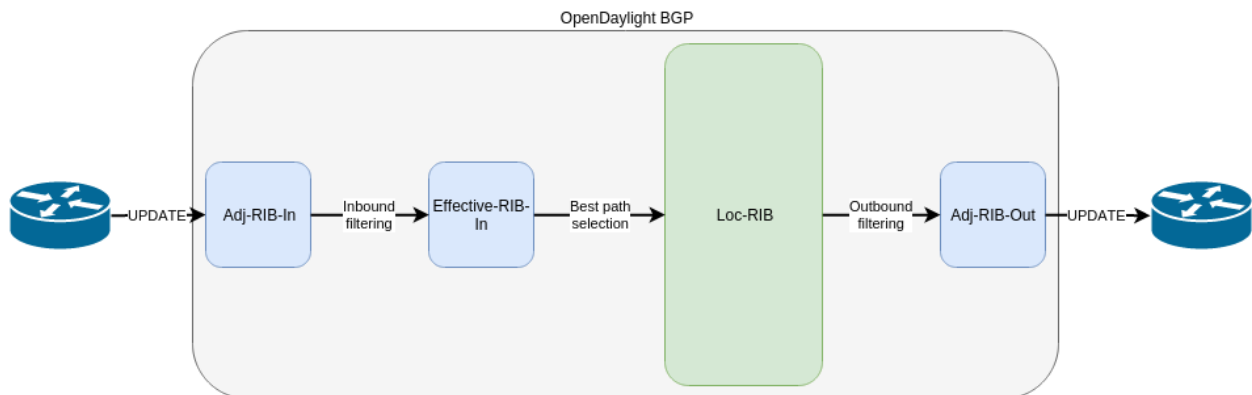 OpenDaylight BGP
UPDATE
Adj-RIB-In
Inbound
filtering
Effective-RIB-
In
Best path
selection
Loc-RIB
Outbound
filtering
Adj-RIB-Out
UPDATE